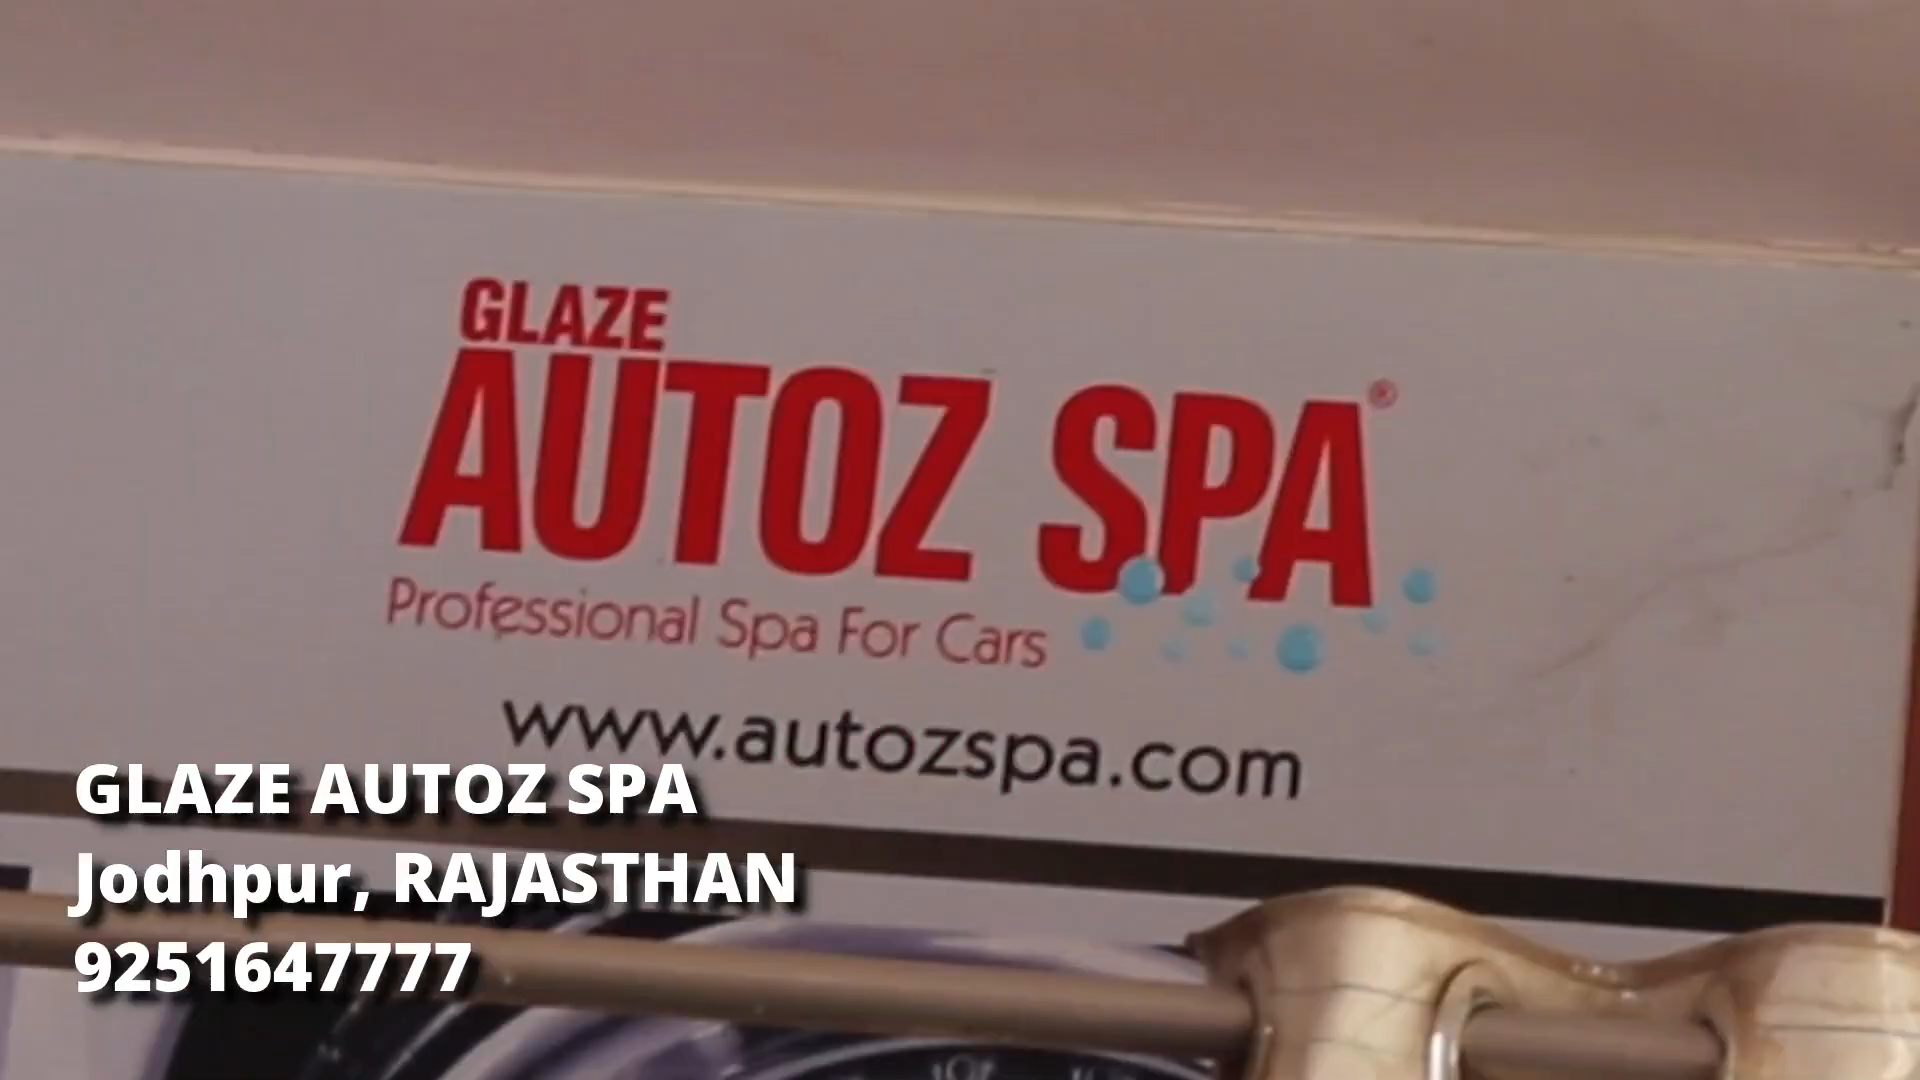 GLAZE
AUTOZ SPA®
Professional Spa For Cars
www.autozspa.com
GLAZE AUTOZ SPA
Jodhpur, RAJASTHAN
9251647777